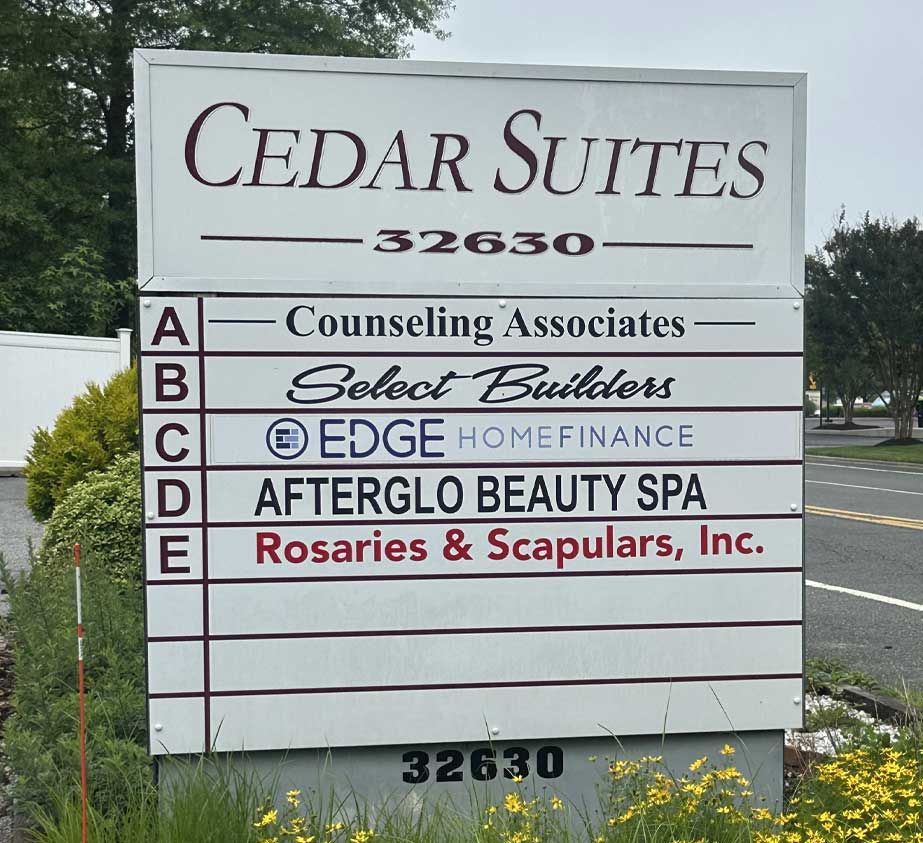 CEDAR SUITES
32630
A Counseling Associates
B Select Builders
C EDGE HOMEFINANCE
D AFTERGLO BEAUTY SPA
E Rosaries & Scapulars, Inc.
32630